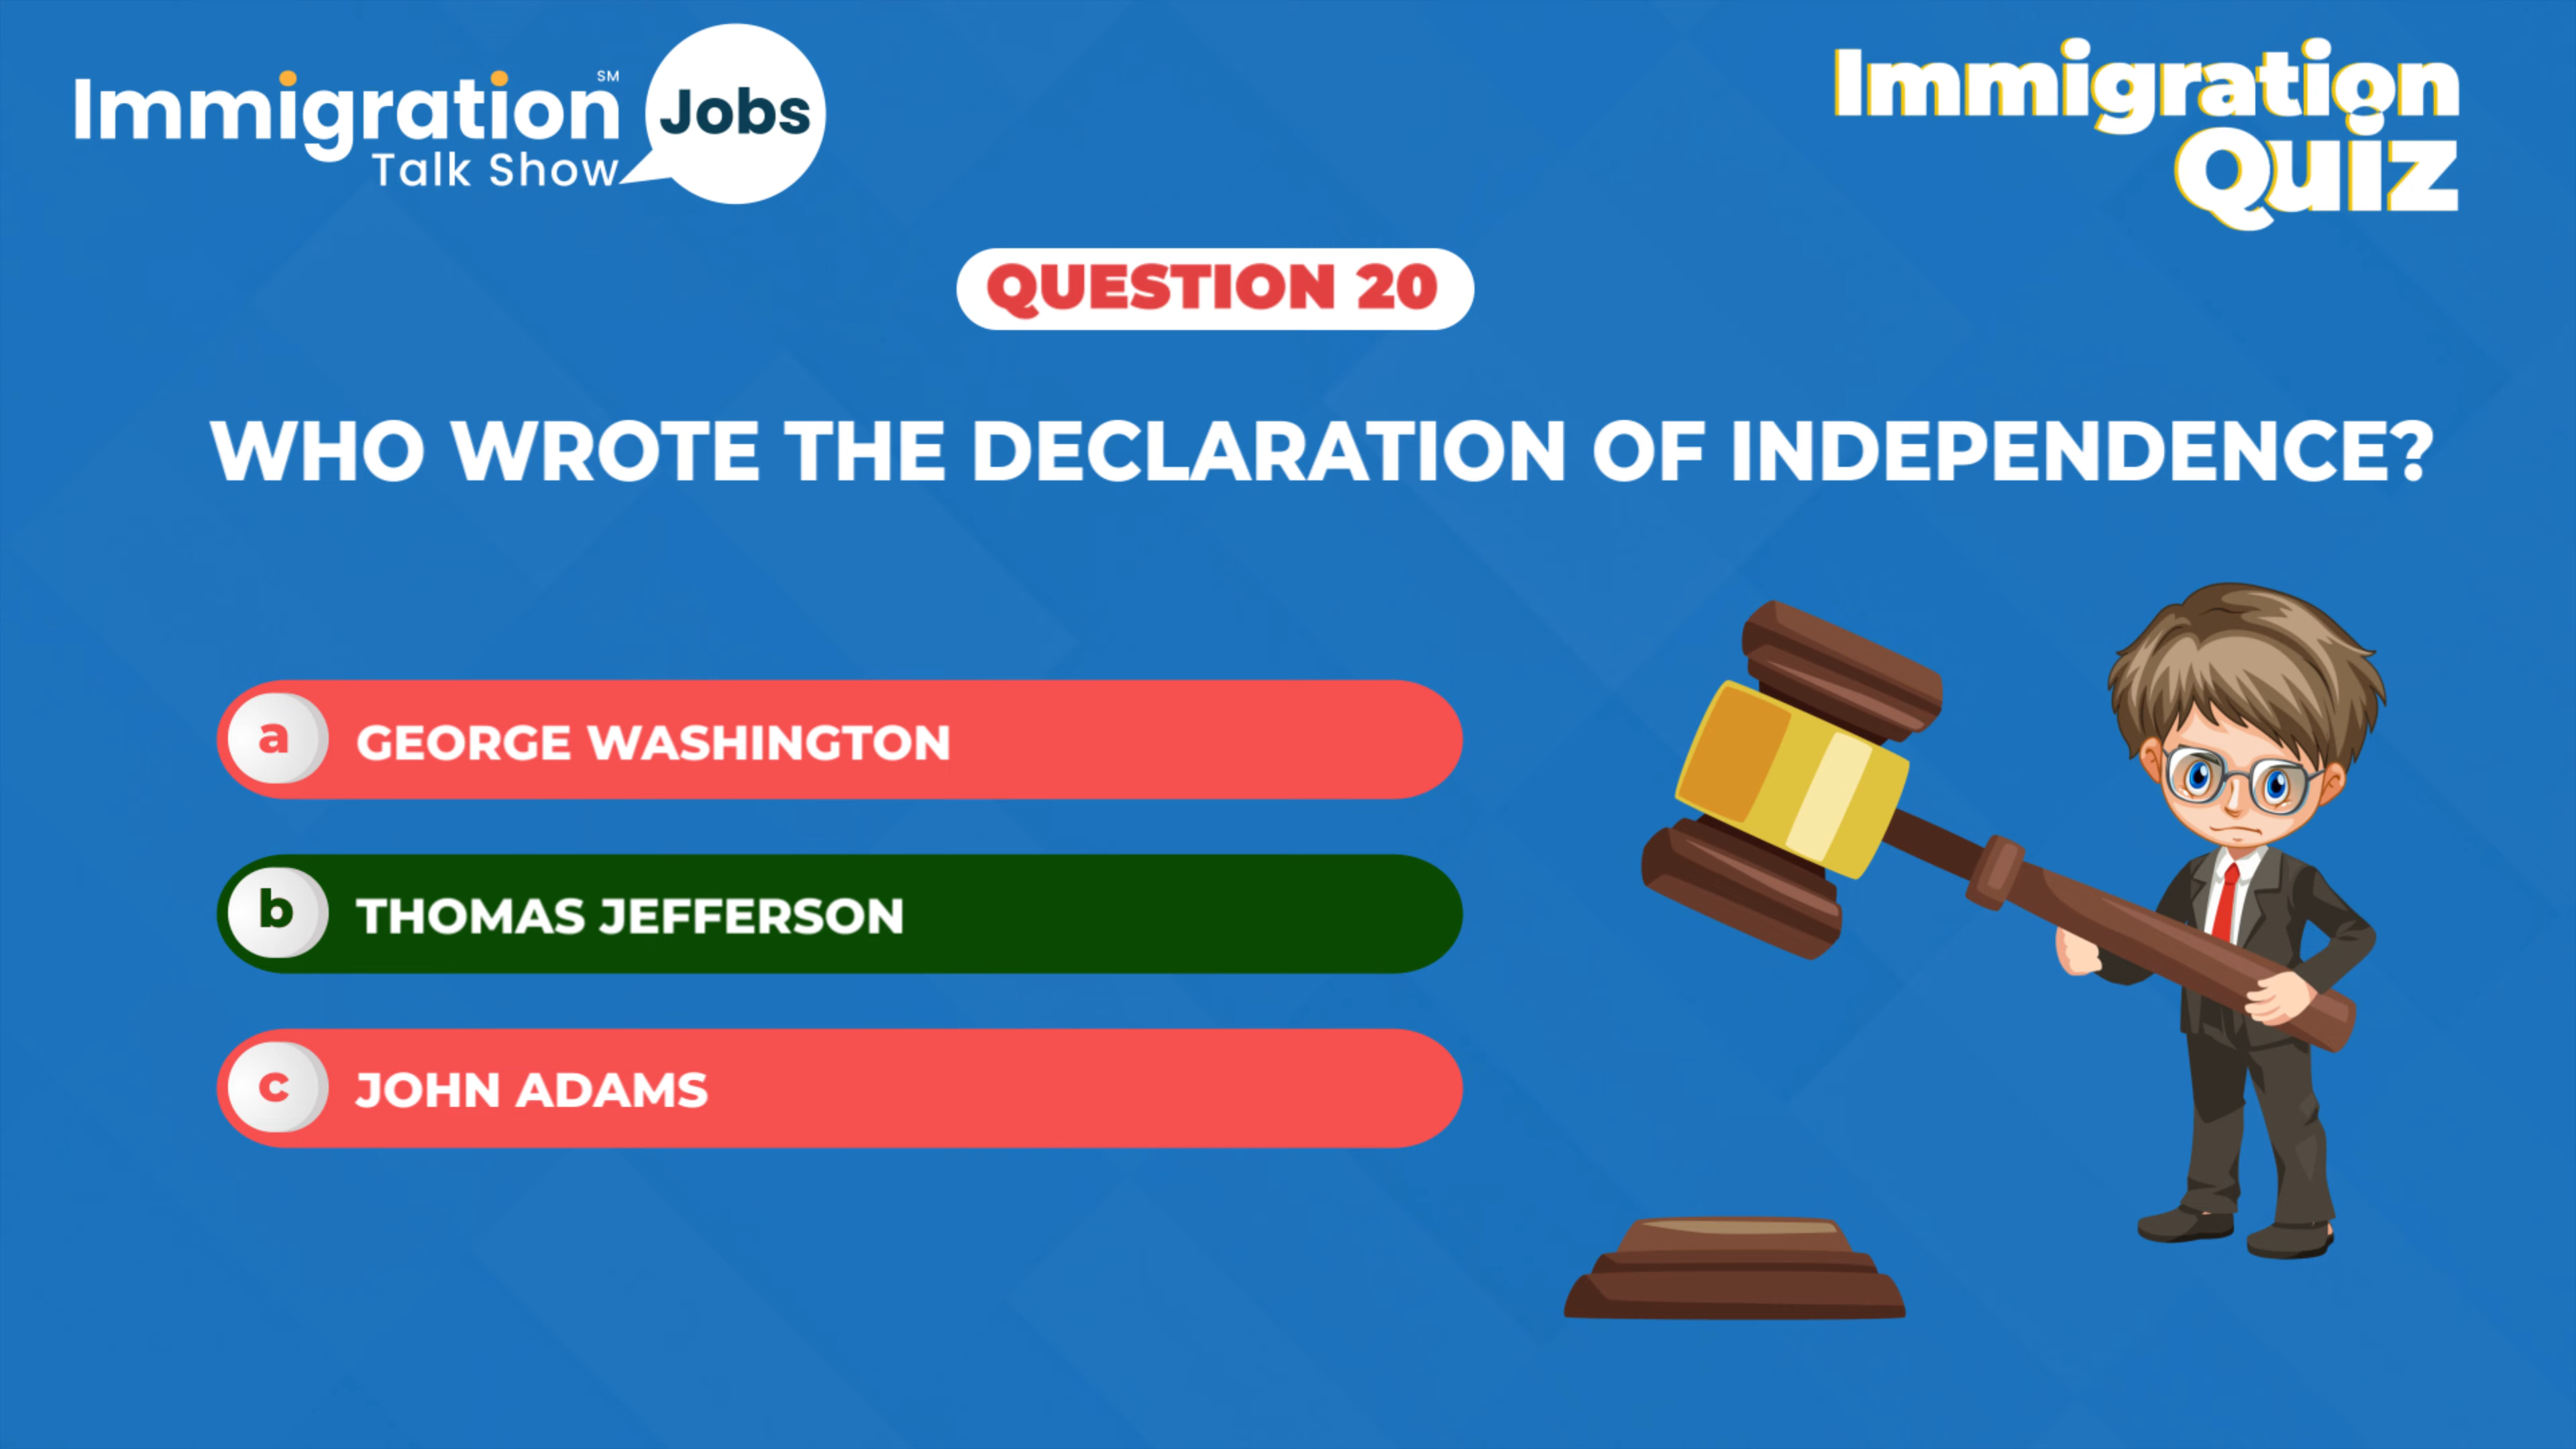 Immigration SM
Talk Show
Jobs
Immigration
Quiz
QUESTION 20
WHO WROTE THE DECLARATION OF INDEPENDENCE?
a GEORGE WASHINGTON
b THOMAS JEFFERSON
c JOHN ADAMS